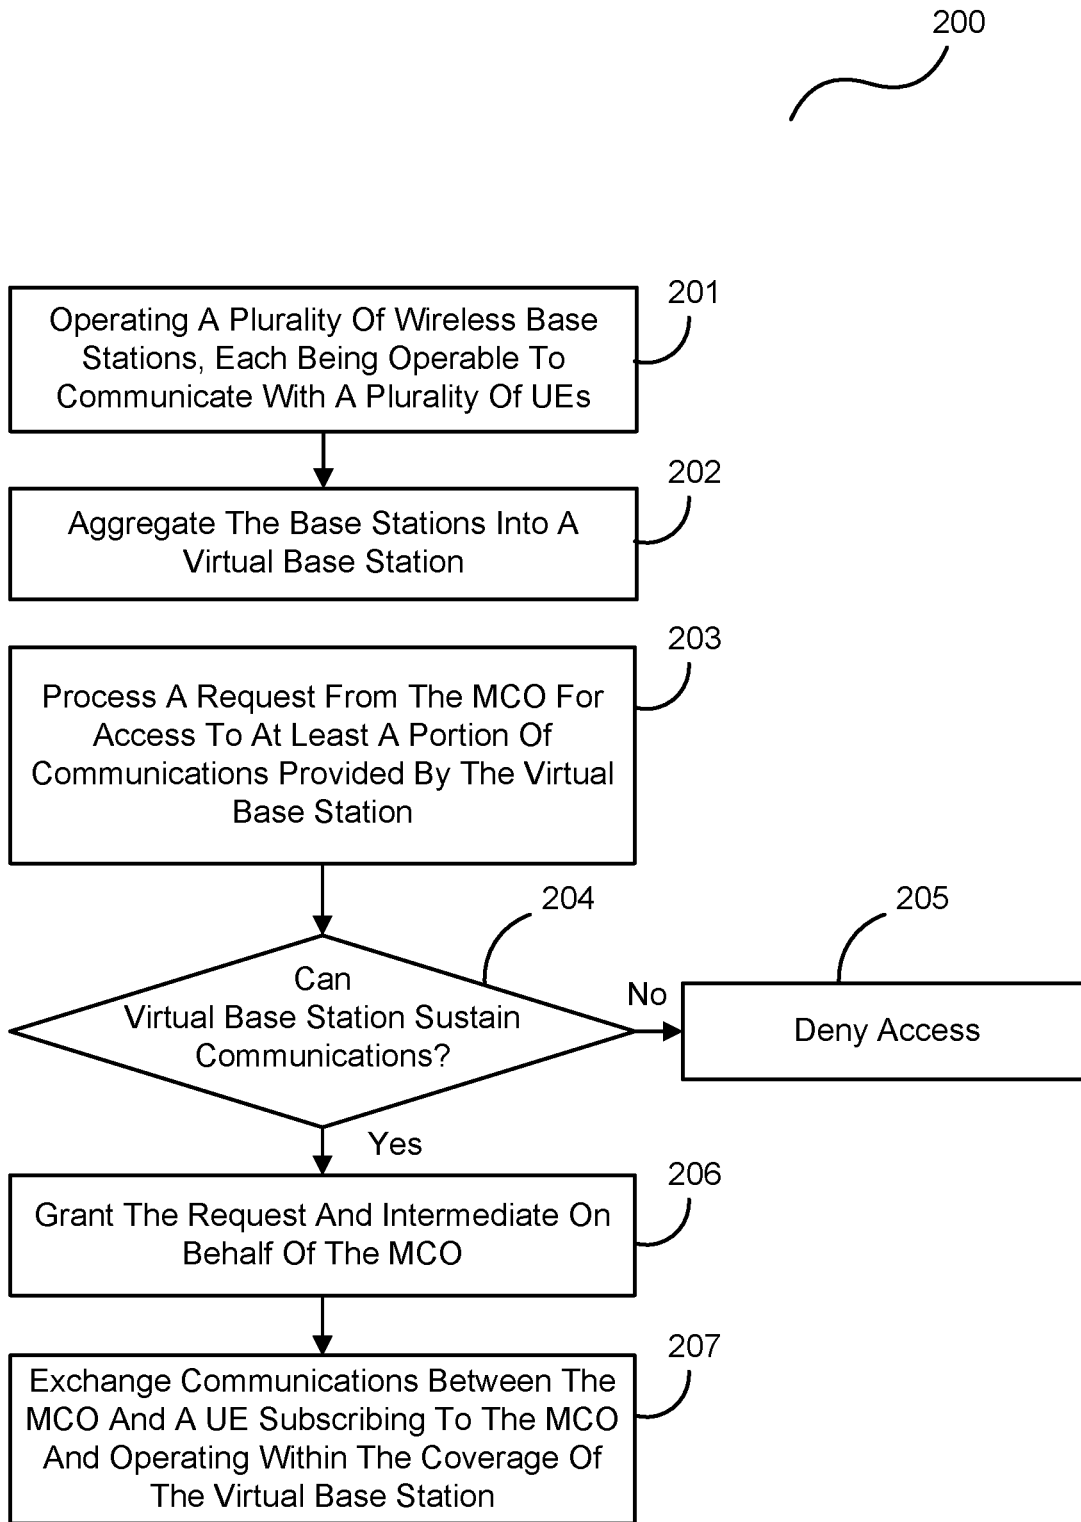 200
201
Operating A Plurality Of Wireless Base
Stations, Each Being Operable To
Communicate With A Plurality Of UEs
202
Aggregate The Base Stations Into A
Virtual Base Station
203
Process A Request From The MCO For
Access To At Least A Portion Of
Communications Provided By The Virtual
Base Station
204
205
Can
Virtual Base Station Sustain
Communications?
No
Deny Access
Yes
206
Grant The Request And Intermediate On
Behalf Of The MCO
207
Exchange Communications Between The
MCO And A UE Subscribing To The MCO
And Operating Within The Coverage Of
The Virtual Base Station